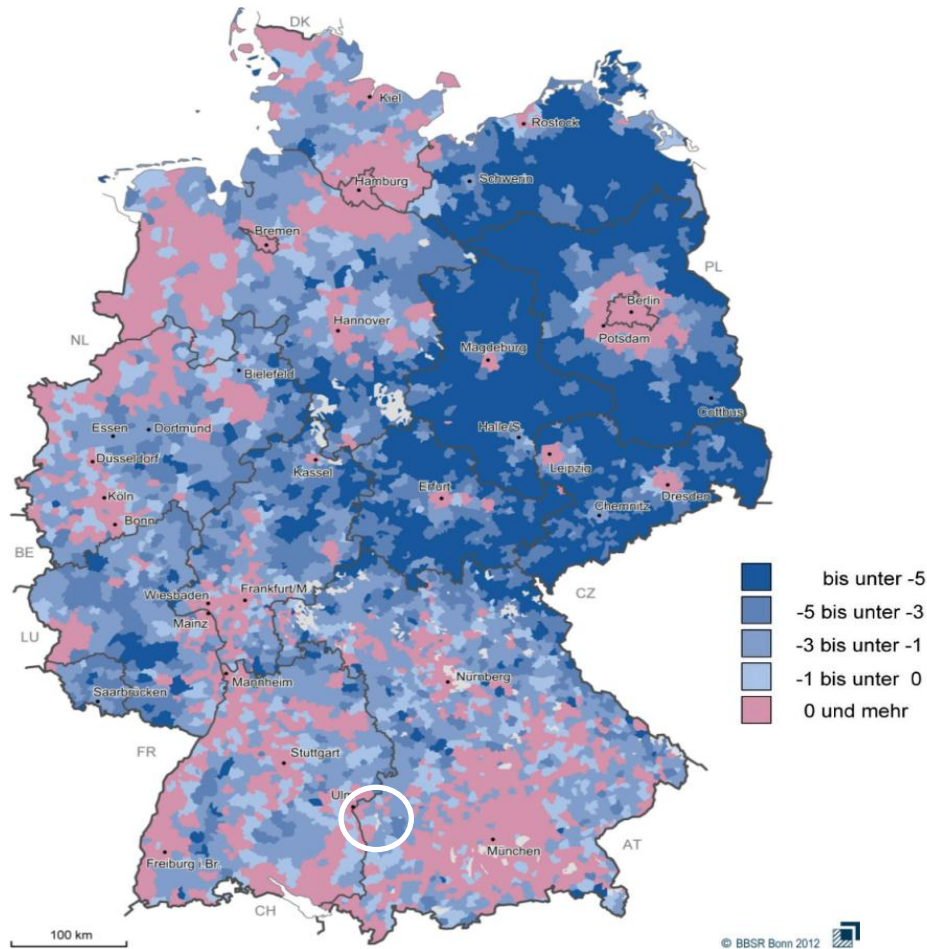 DK
Kiel
Rostock
Schwerin
Hamburg
Bremen
PL
Berlin
Hannover
Potsdam
NL
Magdeburg
Bielefeld
Cottbus
Essen
Dortmund
Halle/S.
Düsseldorf
Leipzig
Kassel
Erfurt
Dresden
Köln
Chemnitz
Bonn
BE
Wiesbaden
Frankfurt/M.
CZ
Mainz
LU
Mannheim
Nürnberg
Saarbrücken
FR
Stuttgart
Ulm
München
AT
Freiburg i.Br.
CH
bis unter -5
-5 bis unter -3
-3 bis unter -1
-1 bis unter 0
0 und mehr
100 km
© BBSR Bonn 2012